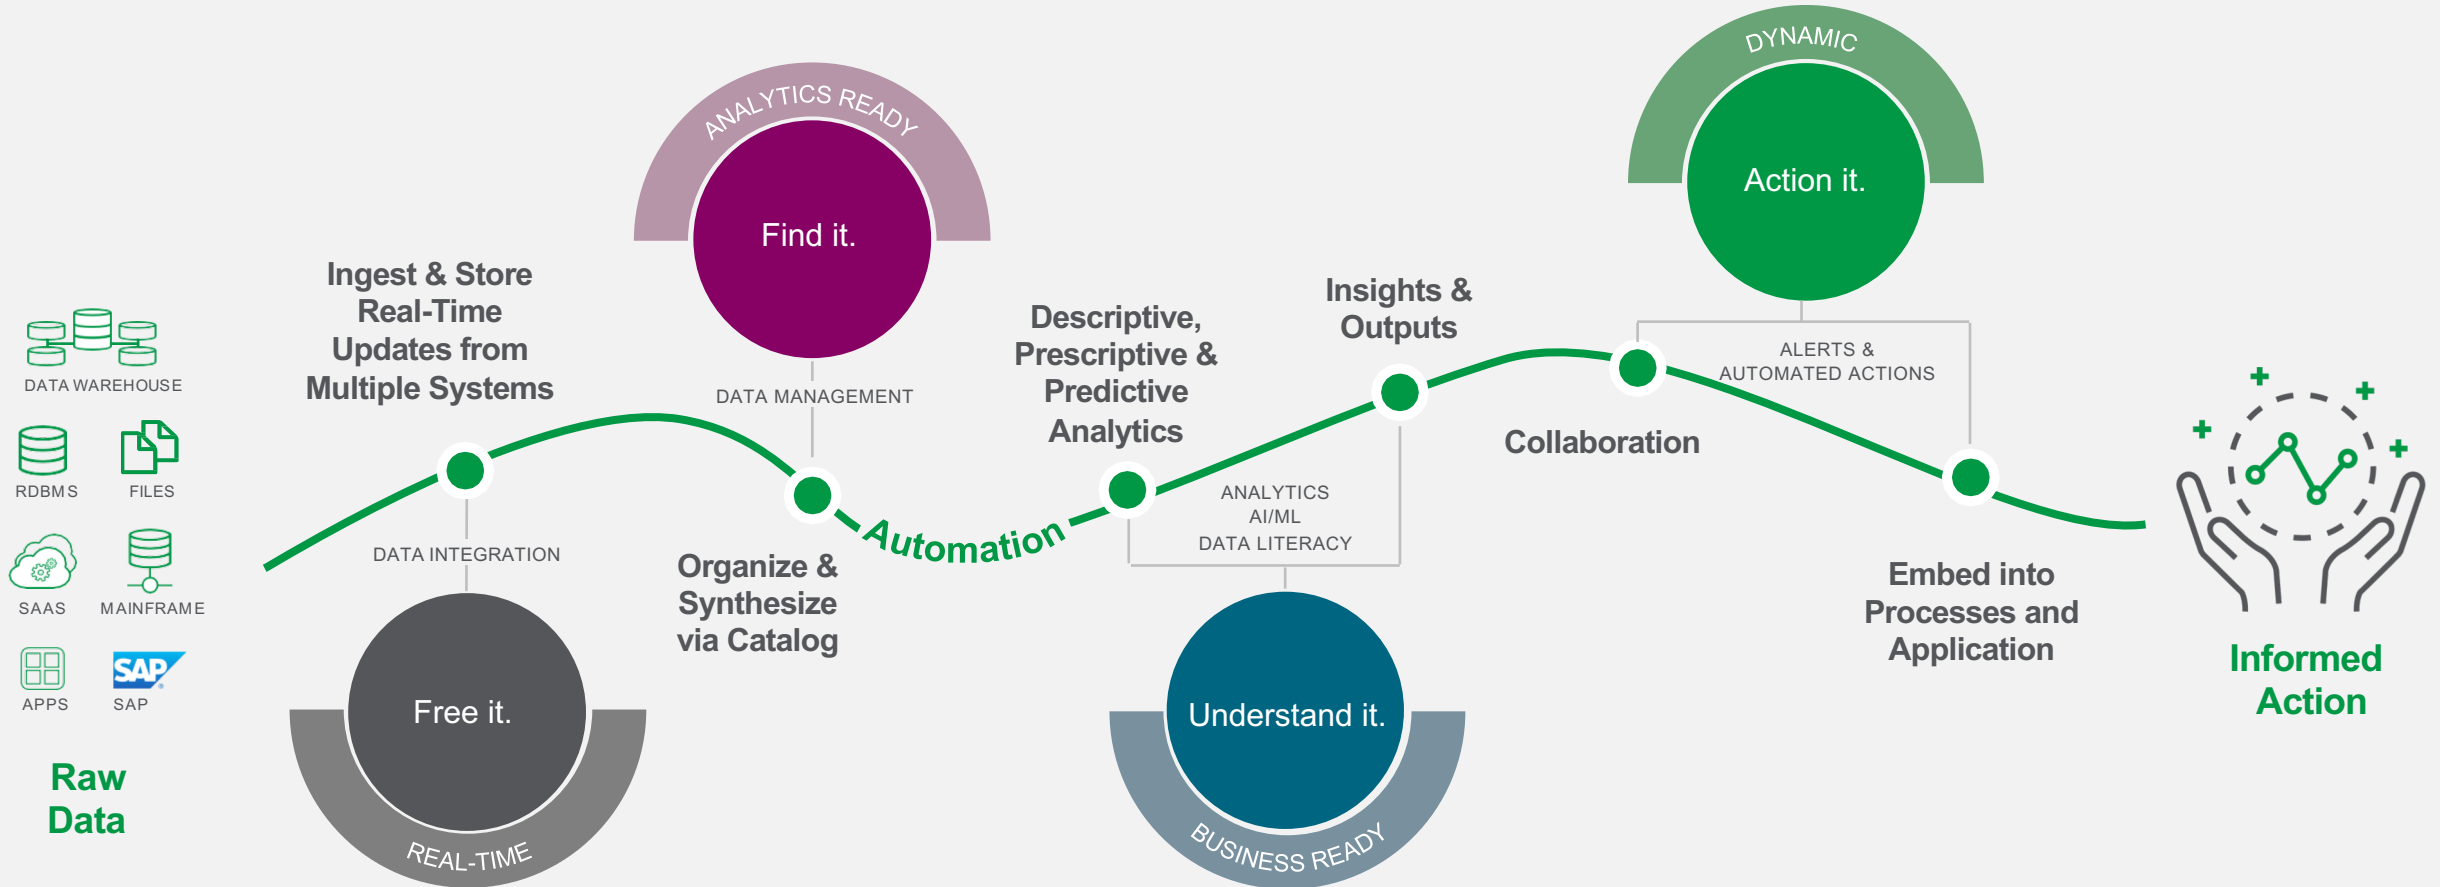 DATA WAREHOUSE
RDBMS
FILES
SAAS
MAINFRAME
APPS
SAP
SAP
Raw
Data
Ingest & Store
Real-Time
Updates from
Multiple Systems
DATA INTEGRATION
Free it.
REAL-TIME
ANALYTICS READY
Find it.
DATA MANAGEMENT
Organize &
Synthesize
via Catalog
Automation
Descriptive,
Prescriptive &
Predictive
Analytics
Insights &
Outputs
ANALYTICS
AI/ML
DATA LITERACY
Understand it.
BUSINESS READY
DYNAMIC
Action it.
ALERTS &
AUTOMATED ACTIONS
Collaboration
Embed into
Processes and
Application
Informed
Action